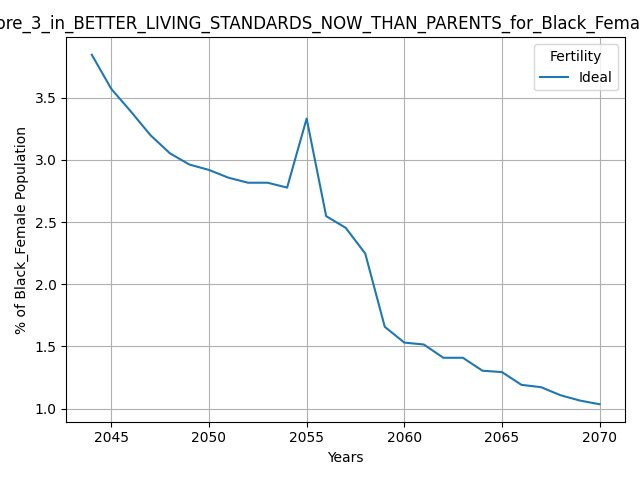 ore_3_in_BETTER_LIVING_STANDARDS_NOW_THAN_PARENTS_for_Black_Fema
Fertility
Ideal
% of Black_Female Population
3.5
3.0
2.5
2.0
1.5
1.0
2045 2050 2055 2060 2065 2070
Years